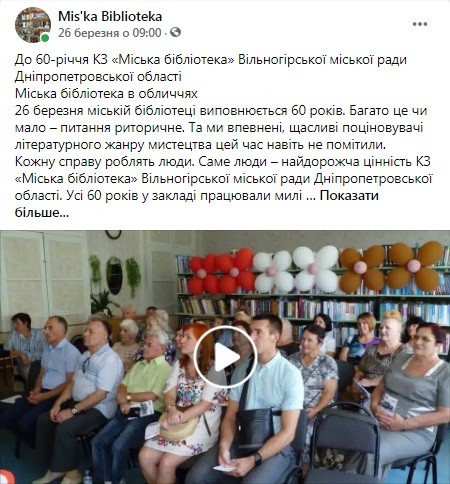 Mis'ka Biblioteka
26 березня о 09:00 ·
До 60-річчя КЗ «Міська бібліотека» Вільногірської міської ради
Дніпропетровської області
Міська бібліотека в обличчях
26 березня міській бібліотеці виповнюється 60 років. Багато це чи
мало – питання риторичне. Та ми впевнені, щасливі поціновувачі
літературного жанру мистецтва цей час навіть не помітили.
Кожну справу роблять люди. Саме люди – найдорожча цінність КЗ
«Міська бібліотека» Вільногірської міської ради Дніпропетровської
області. Усі 60 років у закладі працювали милі ... Показати
більше...